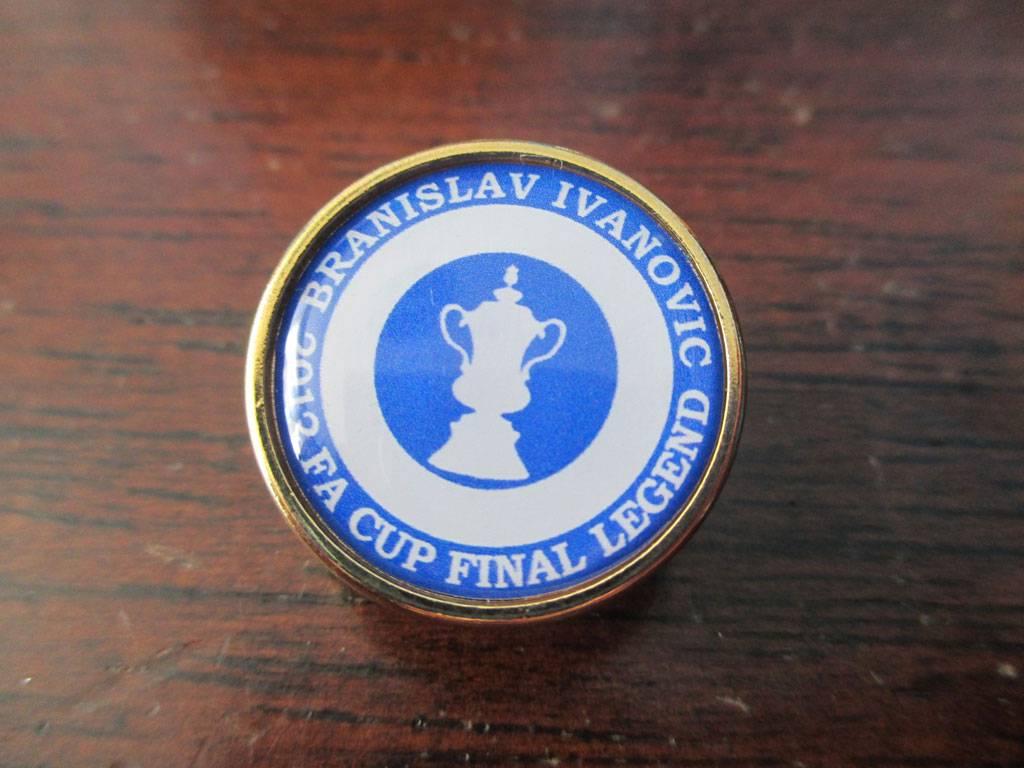 BRANISLAV IVANOVIC
2012 FA CUP FINAL LEGEND